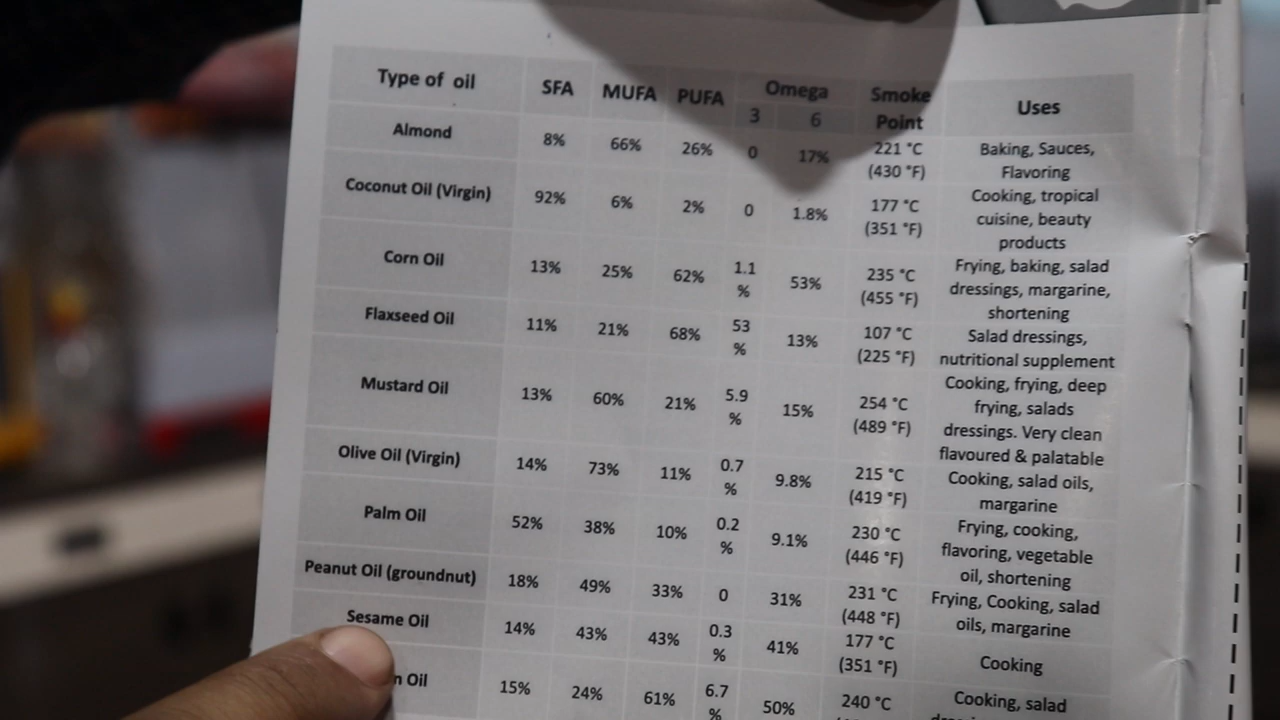 Type of oil SFA MUFA PUFA Omega Smoke Point Uses
3 6
Almond 8% 66% 26% 0 17% 221 °C Baking, Sauces,
(430 °F) Flavoring
Coconut Oil (Virgin) 92% 6% 2% 0 1.8% 177 °C Cooking, tropical
(351 °F) cuisine, beauty
products
Corn Oil 13% 25% 62% 1.1 53% 235 °C Frying, baking, salad
% (455 °F) dressings, margarine,
shortening
Flaxseed Oil 11% 21% 68% 53 13% 107 °C Salad dressings,
% (225 °F) nutritional supplement
Mustard Oil 13% 60% 21% 5.9 15% 254 °C Cooking, frying, deep
% (489 °F) frying, salads
dressings. Very clean
flavoured & palatable
Olive Oil (Virgin) 14% 73% 11% 0.7 9.8% 215 °C Cooking, salad oils,
% (419 °F) margarine
Palm Oil 52% 38% 10% 0.2 9.1% 230 °C Frying, cooking,
% (446 °F) flavoring, vegetable
oil, shortening
Peanut Oil (groundnut) 18% 49% 33% 0 31% 231 °C Frying, Cooking, salad
(448 °F) oils, margarine
Sesame Oil 14% 43% 43% 0.3 41% 177 °C Cooking
% (351 °F)
Oil 15% 24% 61% 6.7 50% 240 °C Cooking, salad
%